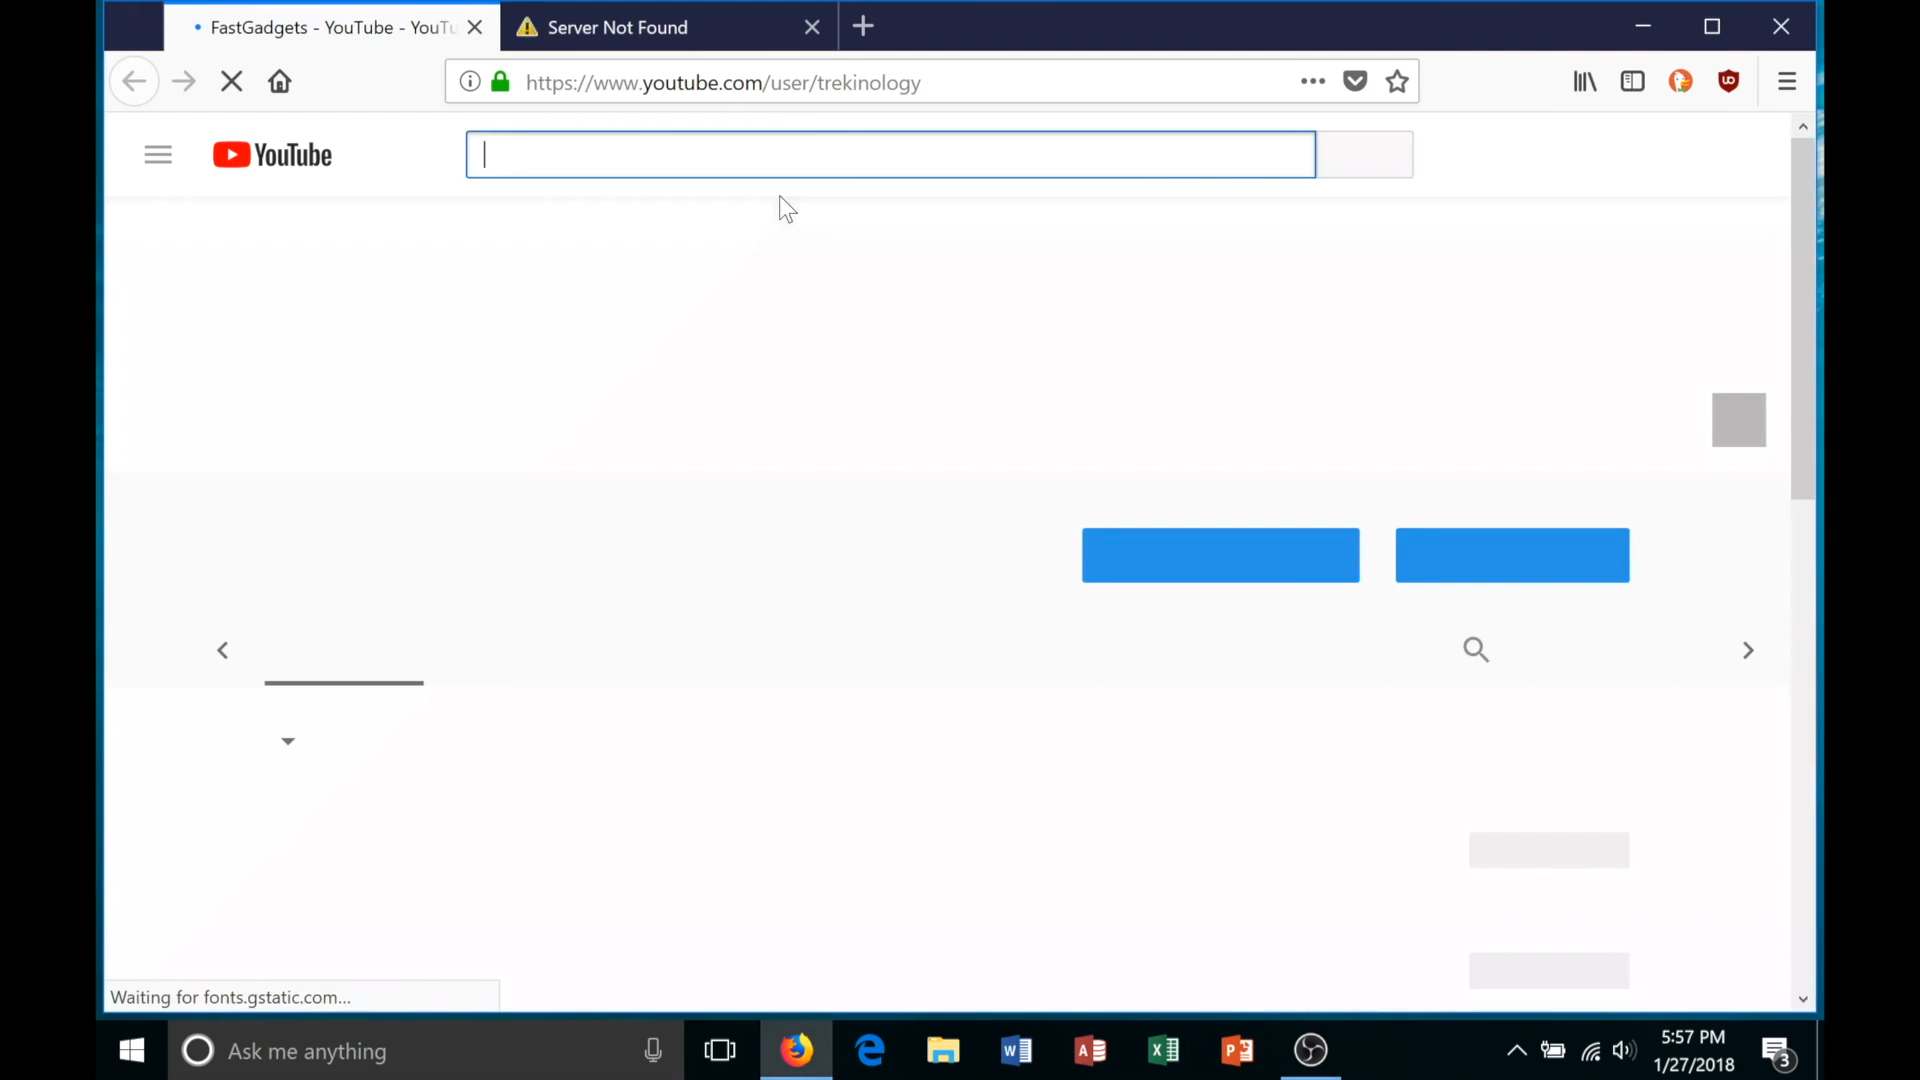 FastGadgets - YouTube - YouTu
Server Not Found
https://www.youtube.com/user/trekinology
YouTube
Waiting for fonts.gstatic.com...
Ask me anything
5:57 PM
1/27/2018
3